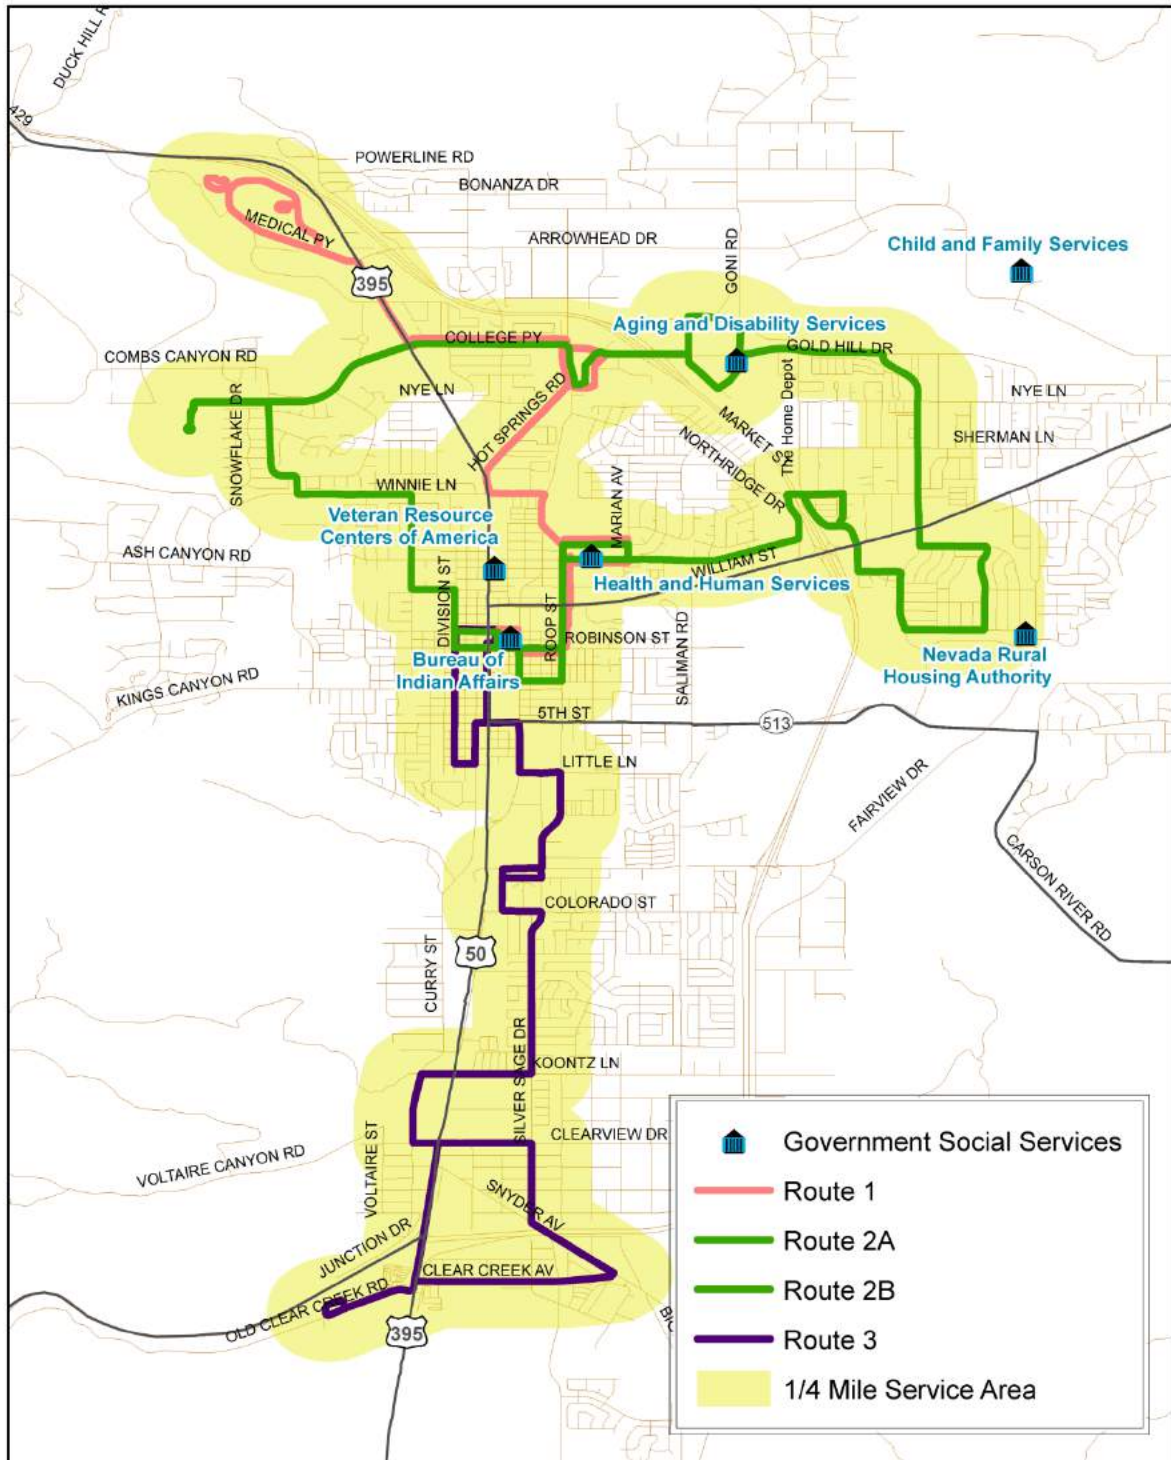 DUCK HILL R
429
POWERLINE RD
BONANZA DR
MEDICAL PY
ARROWHEAD DR
GONI RD
Child and Family Services
395
Aging and Disability Services
COLLEGE PY
GOLD HILL DR
COMBS CANYON RD
NYE LN
NYE LN
SNOWFLAKE DR
HOT SPRINGS RD
MARKET ST
The Home Depot
NORTHRIDGE DR
SHERMAN LN
WINNIE LN
MARIAN AV
Veteran Resource
Centers of America
ASH CANYON RD
WILLIAM ST
Health and Human Services
DIVISION ST
ROOP ST
ROBINSON ST
SALIMAN RD
Bureau of
Indian Affairs
Nevada Rural
Housing Authority
KINGS CANYON RD
5TH ST
513
LITTLE LN
FAIRVIEW DR
CARSON RIVER RD
COLORADO ST
CURRY ST
50
SILVER SAGE DR
KOONTZ LN
CLEARVIEW DR
VOLTAIRE ST
VOLTAIRE CANYON RD
SNYDER AV
JUNCTION DR
CLEAR CREEK AV
OLD CLEAR CREEK RD
395
Government Social Services
Route 1
Route 2A
Route 2B
Route 3
1/4 Mile Service Area